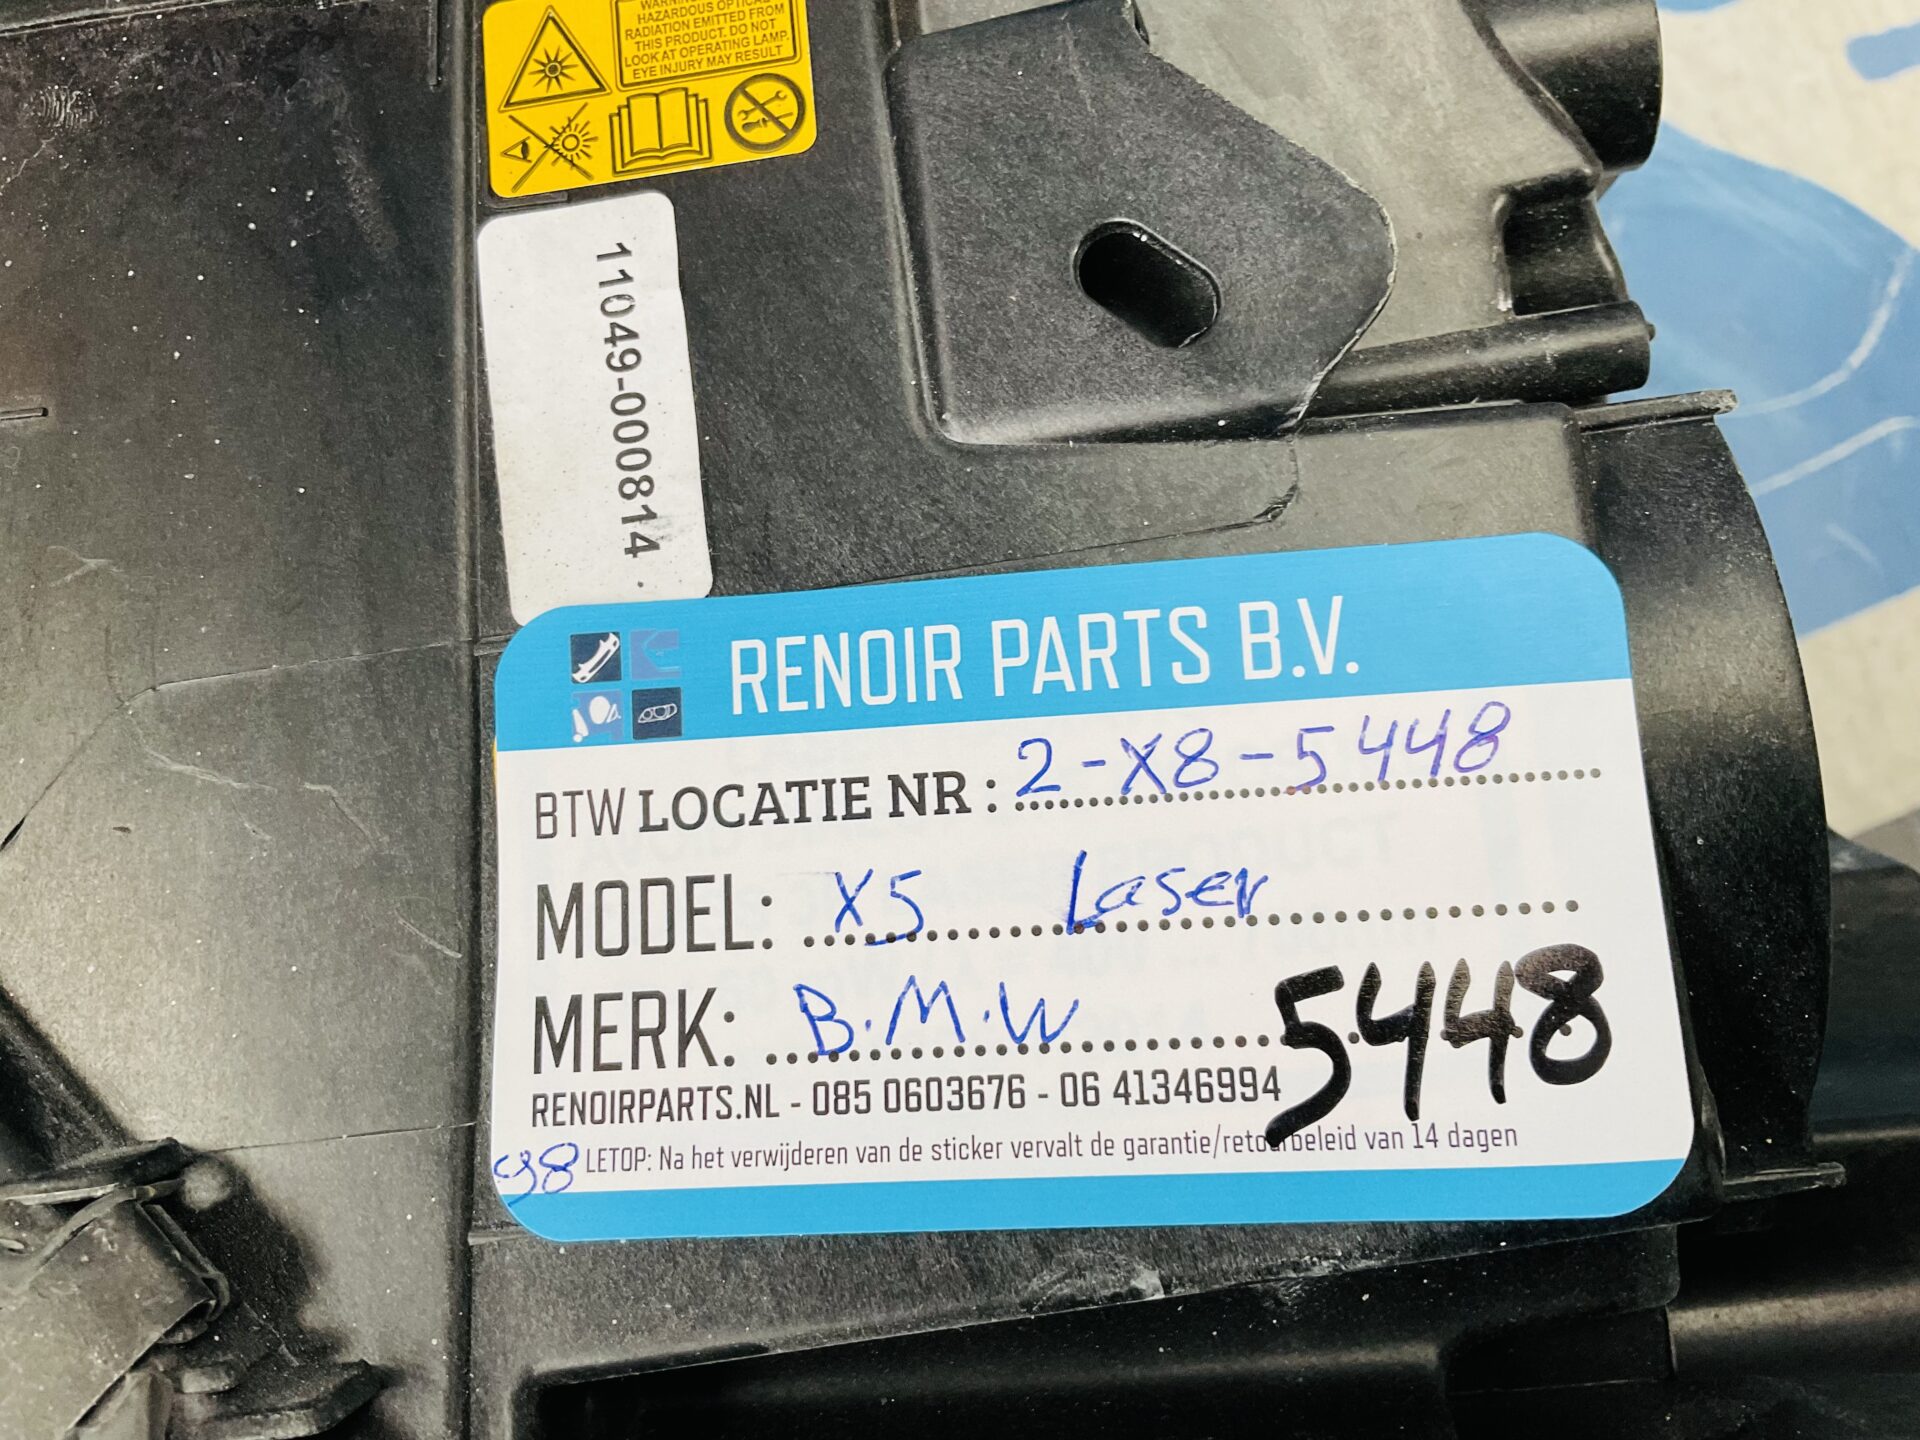 WARNING
HAZARDOUS OPTICAL
RADIATION EMITTED FROM
THIS PRODUCT. DO NOT
LOOK AT OPERATING LAMP.
EYE INJURY MAY RESULT
11049-000814
RENOIR PARTS B.V.
BTW LOCATIE NR : 2-X8-5448
MODEL: X5 Laser
MERK: B.M.W
5448
RENOIRPARTS.NL - 085 0603676 - 06 41346994
LETOP: Na het verwijderen van de sticker vervalt de garantie/retourbeleid van 14 dagen